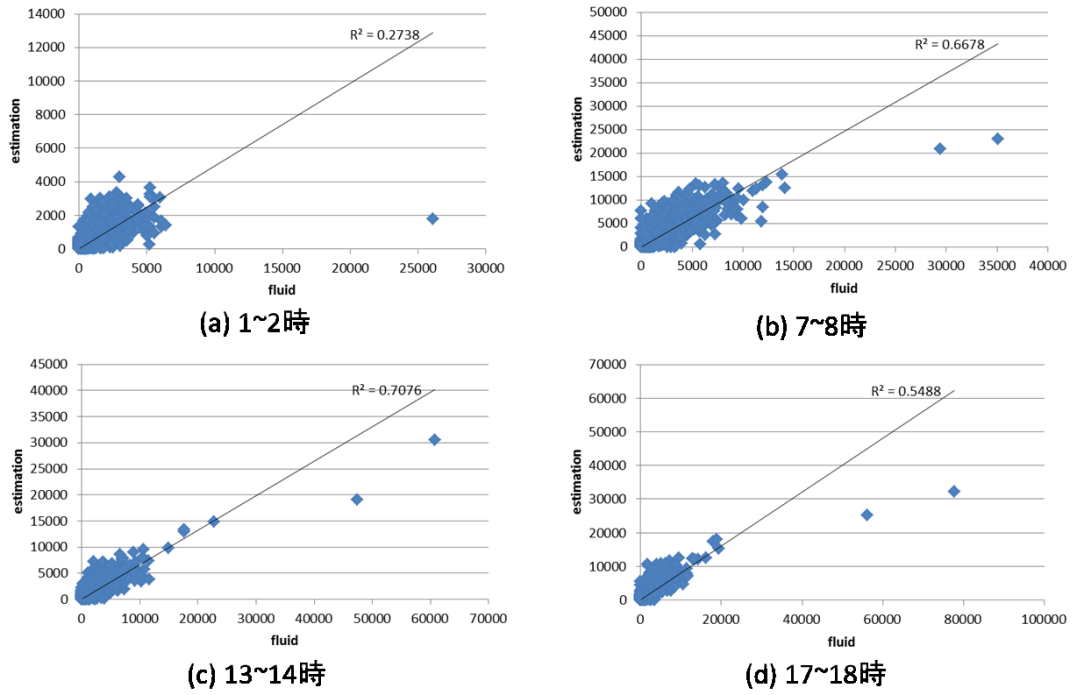 14000
12000
10000
8000
6000
4000
2000
0
estimation
R² = 0.2738
0 5000 10000 15000 20000 25000 30000
fluid
(a) 1~2時
50000
45000
40000
35000
30000
25000
20000
15000
10000
5000
0
estimation
R² = 0.6678
0 5000 10000 15000 20000 25000 30000 35000 40000
fluid
(b) 7~8時
45000
40000
35000
30000
25000
20000
15000
10000
5000
0
estimation
R² = 0.7076
0 10000 20000 30000 40000 50000 60000 70000
fluid
(c) 13~14時
70000
60000
50000
40000
30000
20000
10000
0
estimation
R² = 0.5488
0 20000 40000 60000 80000 100000
fluid
(d) 17~18時